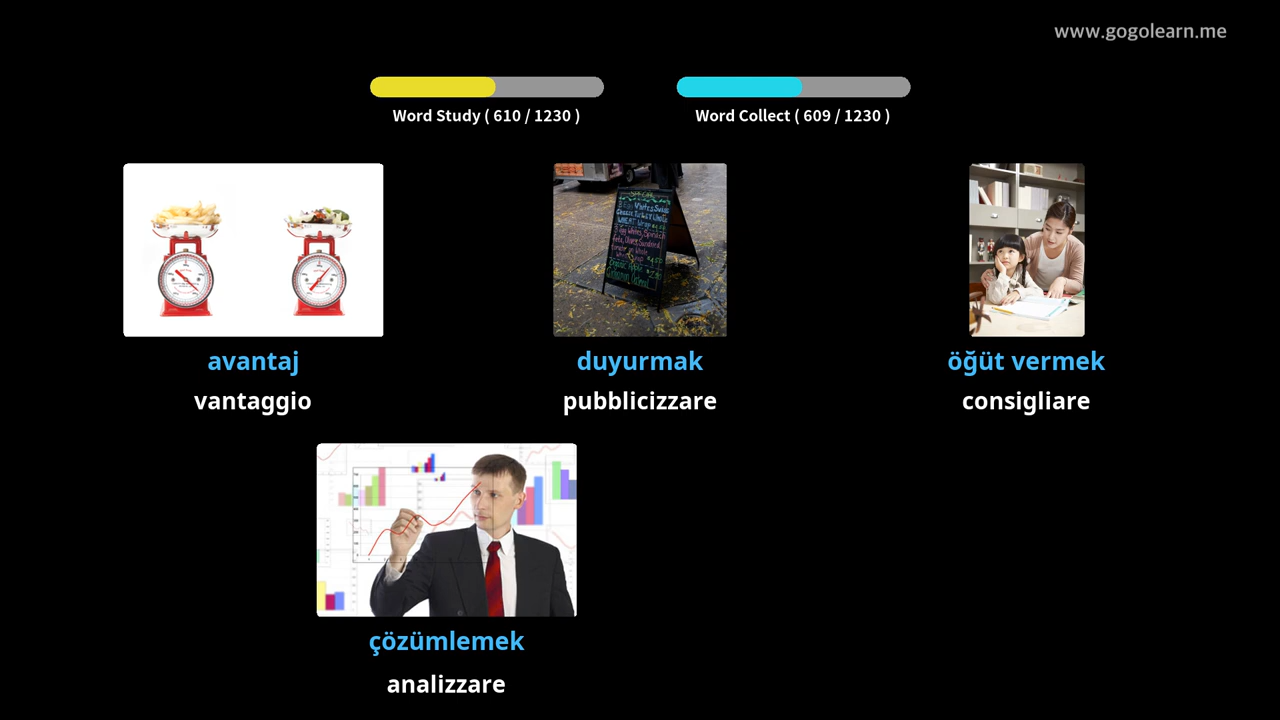 www.gogolearn.me
Word Study ( 610 / 1230 )
Word Collect ( 609 / 1230 )
avantaj
duyurmak
öğüt vermek
vantaggio
pubblicizzare
consigliare
çözümlemek
analizzare